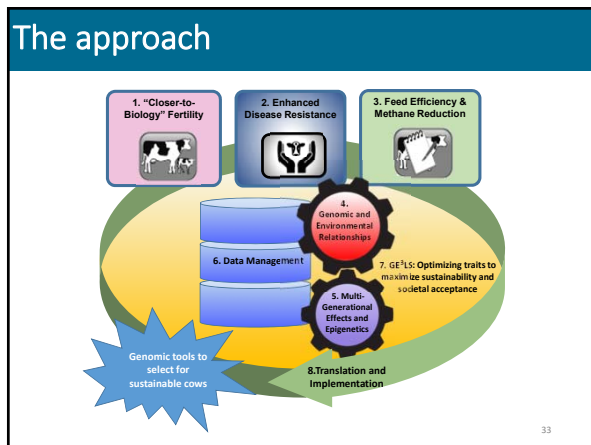 The approach
1. “Closer-to-
Biology” Fertility
2. Enhanced
Disease Resistance
3. Feed Efficiency &
Methane Reduction
4.
Genomic and
Environmental
Relationships
6. Data Management
7. GE³LS: Optimizing traits to
maximize sustainability and
societal acceptance
5. Multi-
Generational
Effects and
Epigenetics
Genomic tools to
select for
sustainable cows
8.Translation and
Implementation
33